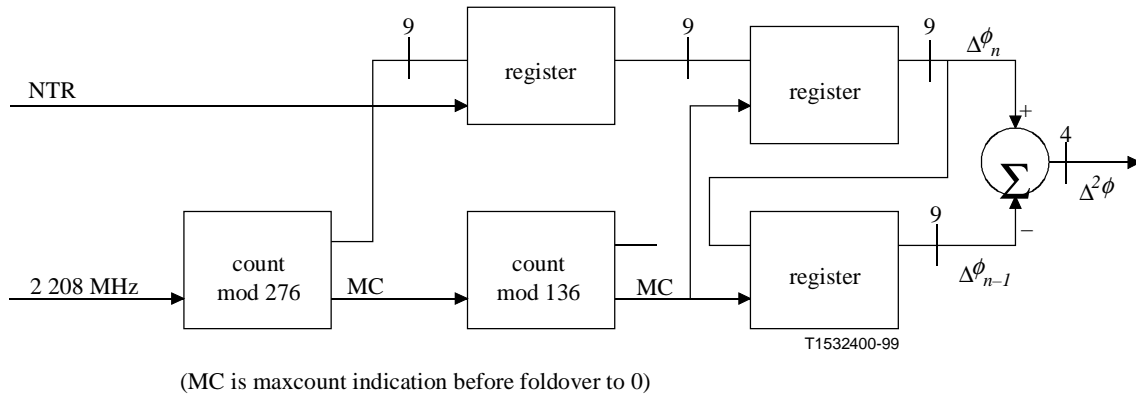 9
9
9
Δϕn
register
register
NTR
+
4
Σ
Δ²ϕ
9
–
count
mod 276
count
mod 136
register
2 208 MHz
MC
MC
Δϕn–1
T1532400-99
(MC is maxcount indication before foldover to 0)